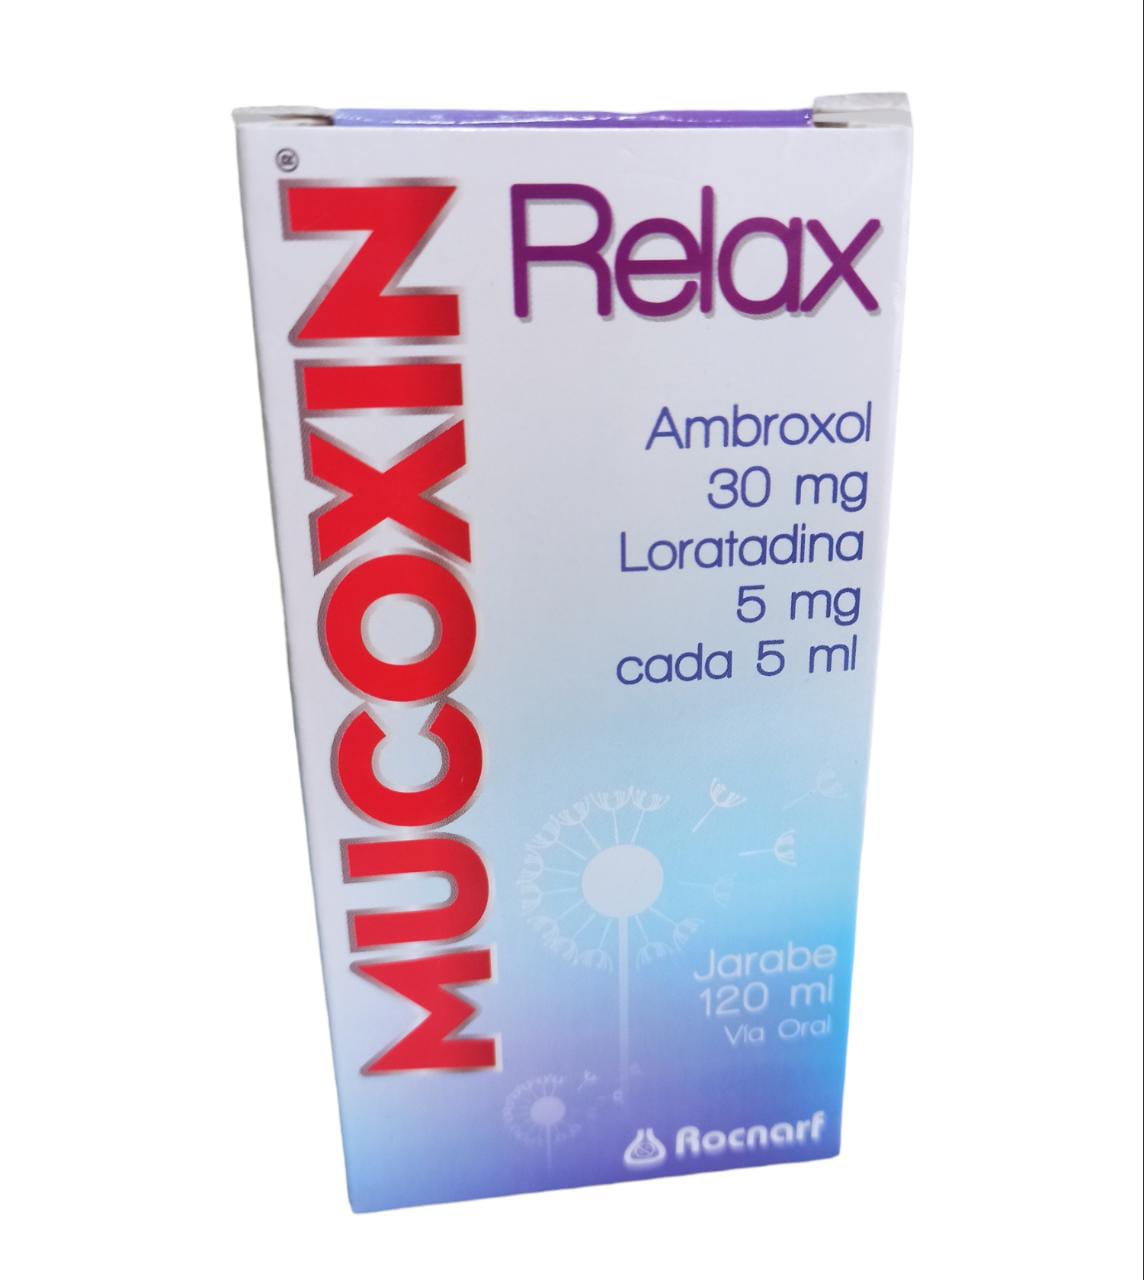 MUCOXIN®
Relax
Ambroxol
30 mg
Loratadina
5 mg
cada 5 ml
Jarabe
120 ml
Vía Oral
Rocnarf